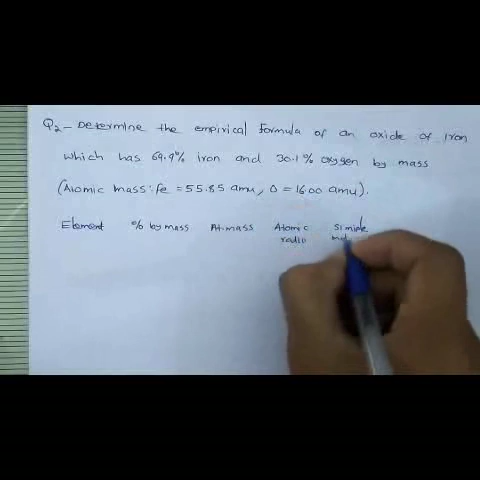 Q2- Determine the empirical formula of an oxide of iron
which has 69.9% iron and 30.1% oxygen by mass
(Atomic mass: fe = 55.85 amu, O = 16.00 amu).
Element % by mass At.mass Atomic Simple
radio